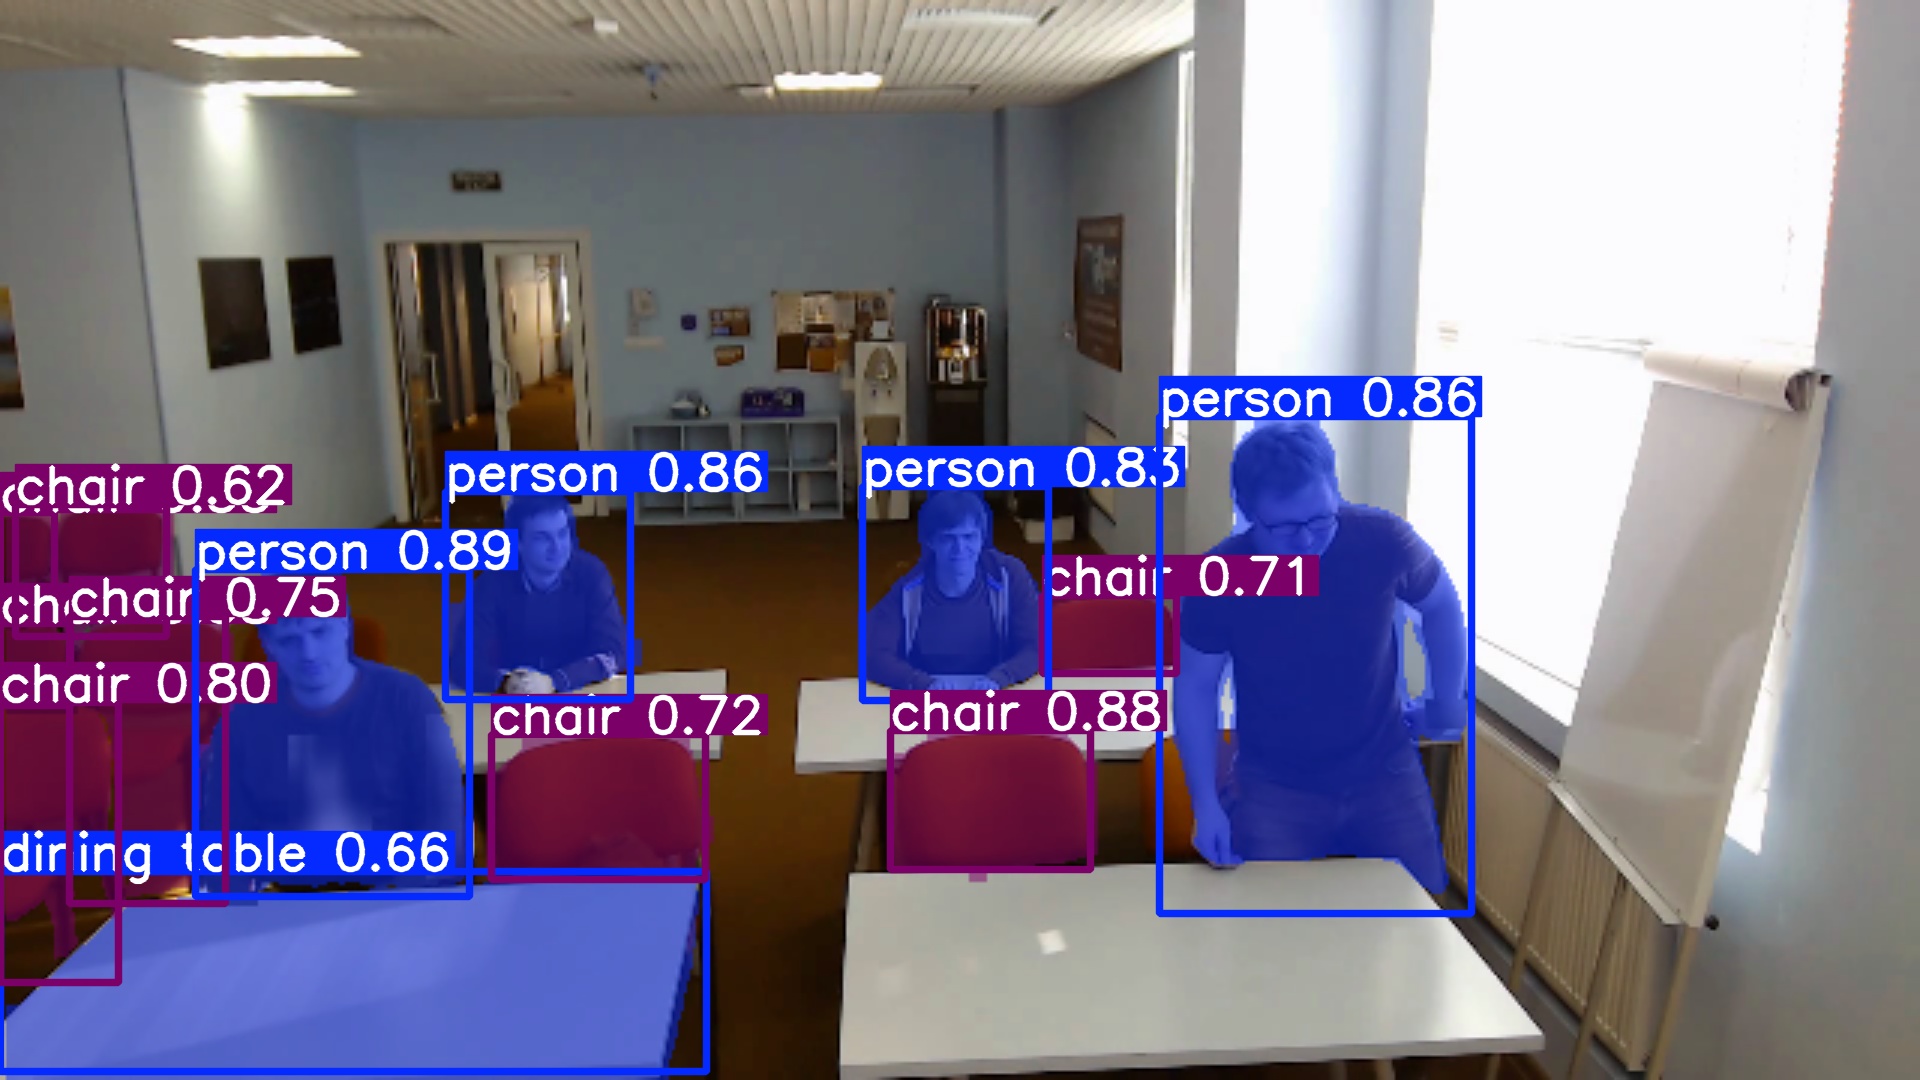 person 0.86
person 0.86
person 0.83
chair 0.62
person 0.89
chair 0.71
chair 0.75
chair 0.80
chair 0.72
chair 0.88
dining table 0.66